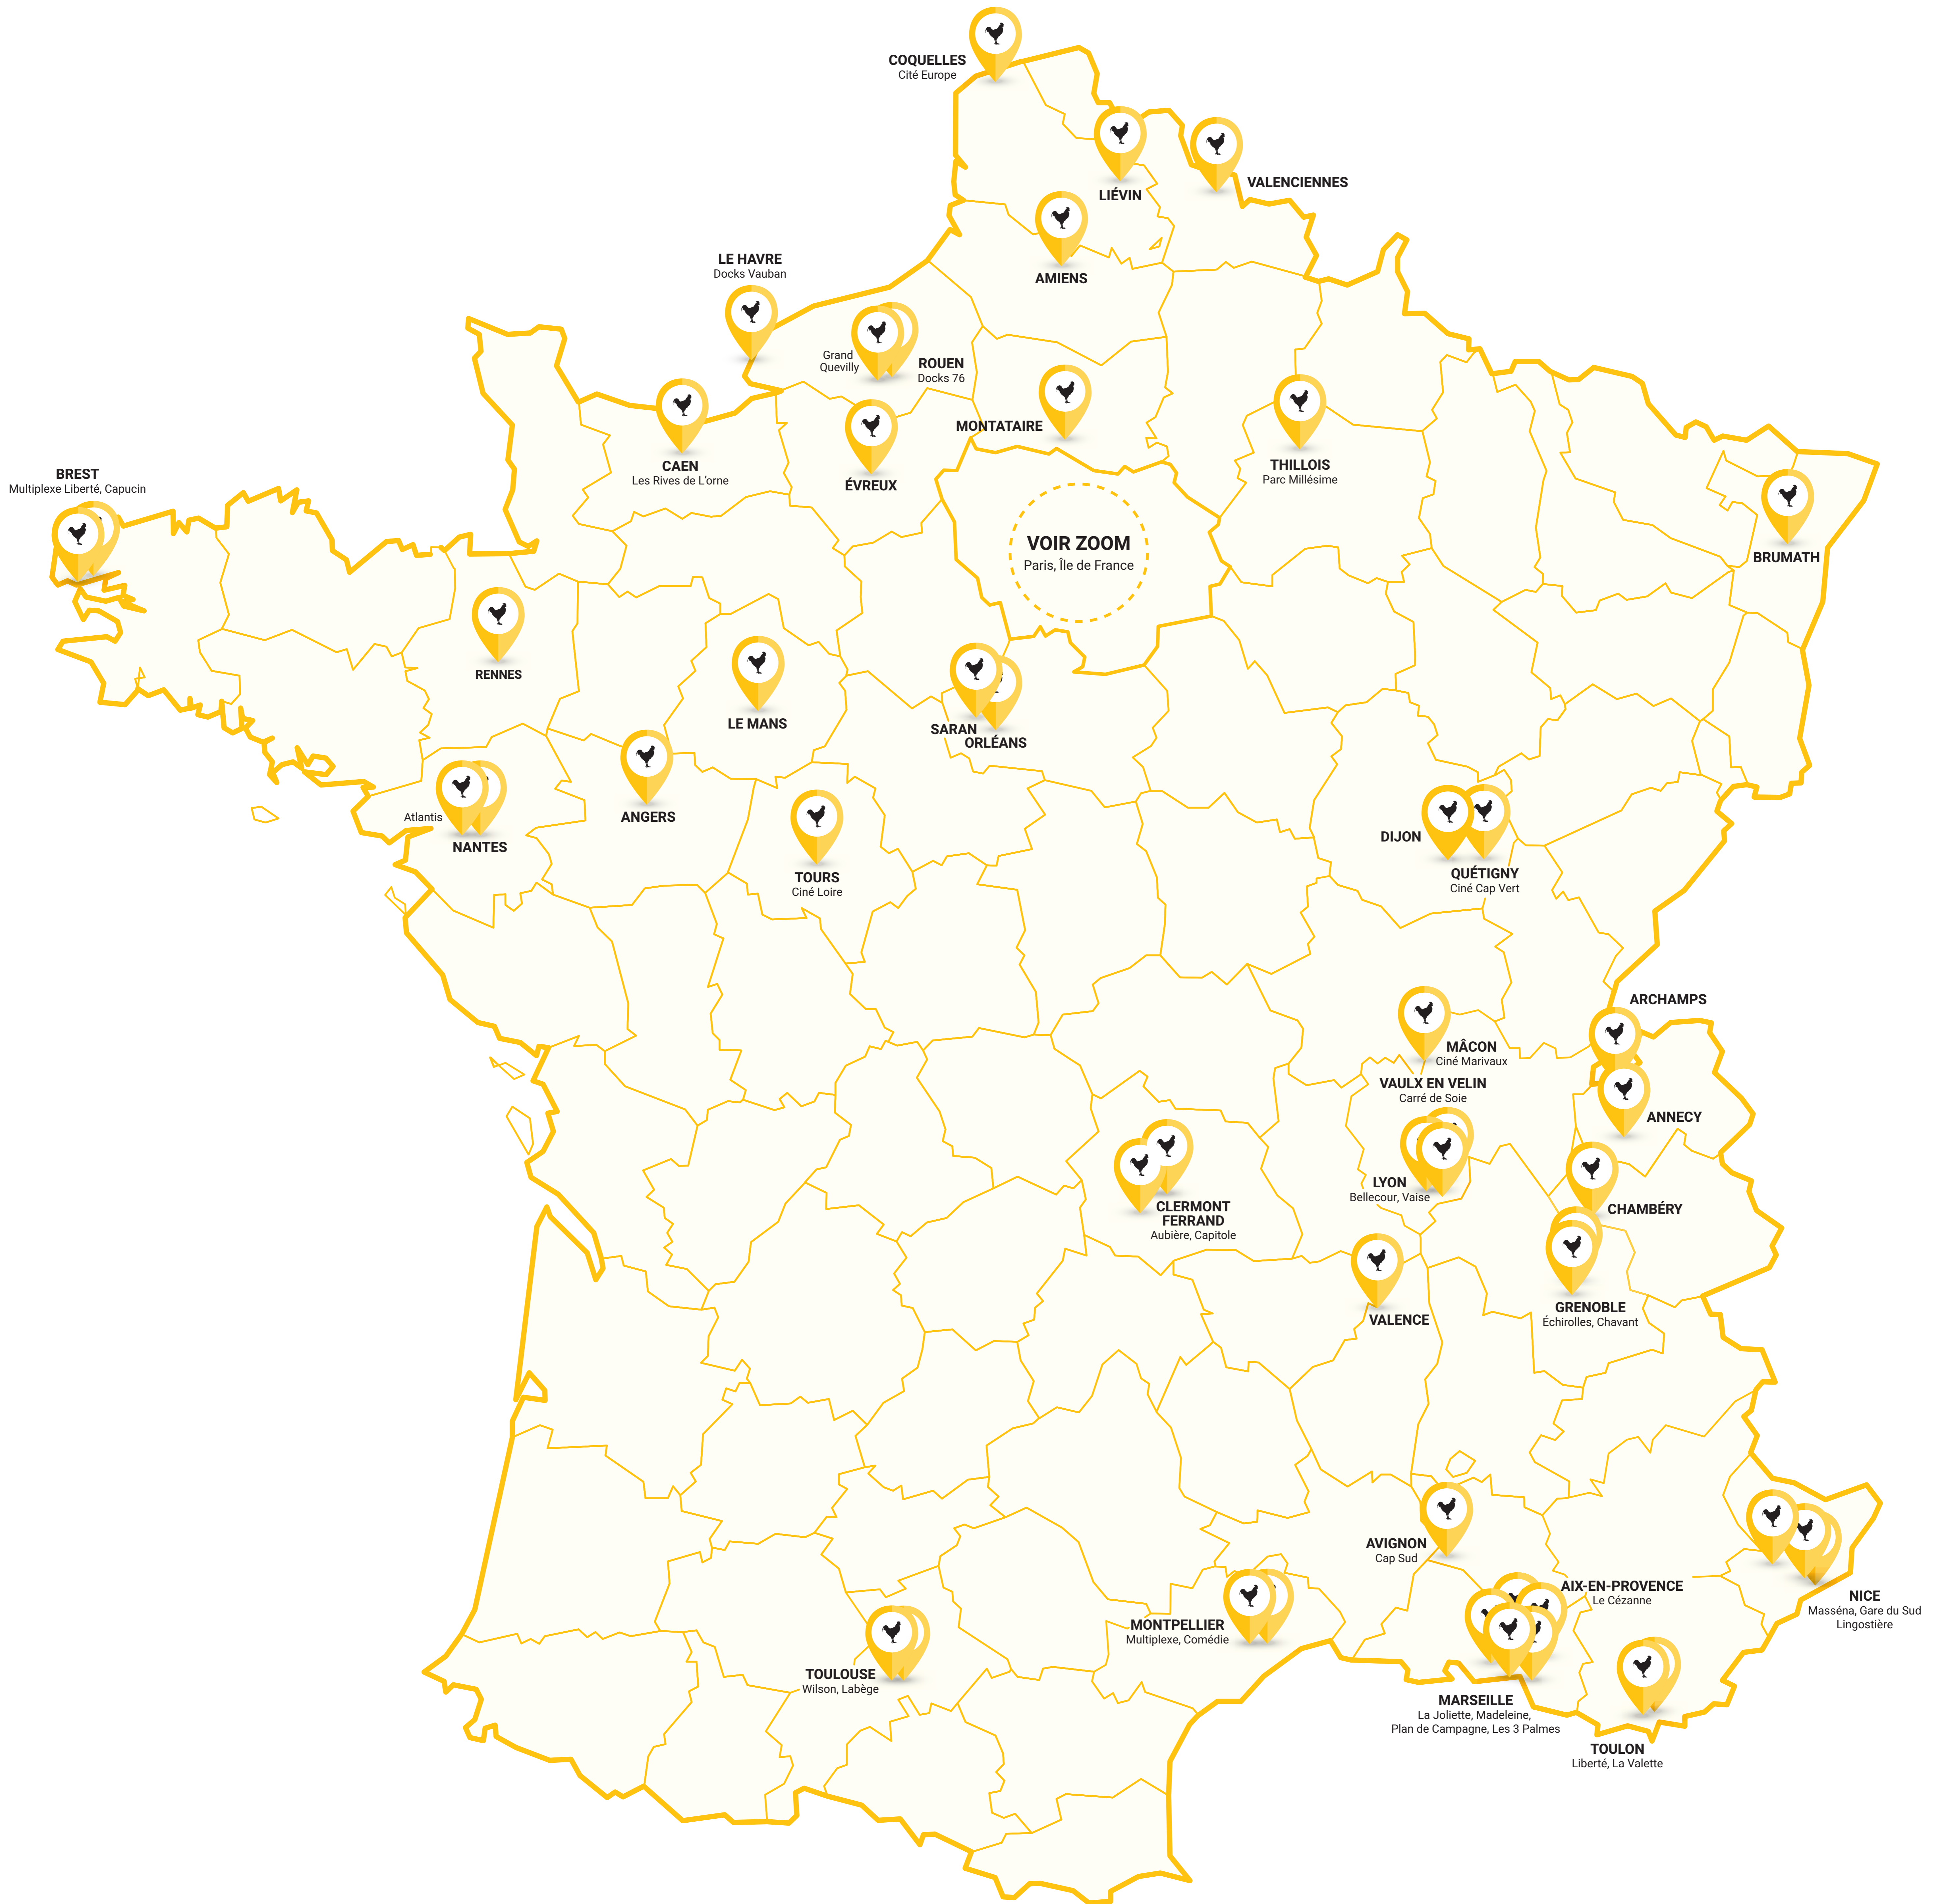 COQUELLES
Cité Europe
LIÉVIN
VALENCIENNES
AMIENS
LE HAVRE
Docks Vauban
Grand
Quevilly
ROUEN
Docks 76
MONTATAIRE
CAEN
Les Rives de L'orne
ÉVREUX
THILLOIS
Parc Millésime
BREST
Multiplexe Liberté, Capucin
VOIR ZOOM
Paris, Île de France
BRUMATH
RENNES
LE MANS
SARAN
ORLÉANS
ANGERS
Atlantis
NANTES
TOURS
Ciné Loire
DIJON
QUÉTIGNY
Ciné Cap Vert
ARCHAMPS
MÂCON
Ciné Marivaux
VAULX EN VELIN
Carré de Soie
ANNECY
LYON
Bellecour, Vaise
CLERMONT
FERRAND
Aubière, Capitole
CHAMBÉRY
GRENOBLE
Échirolles, Chavant
VALENCE
AVIGNON
Cap Sud
AIX-EN-PROVENCE
Le Cézanne
NICE
Masséna, Gare du Sud
Lingostière
MONTPELLIER
Multiplexe, Comédie
TOULOUSE
Wilson, Labège
MARSEILLE
La Joliette, Madeleine,
Plan de Campagne, Les 3 Palmes
TOULON
Liberté, La Valette